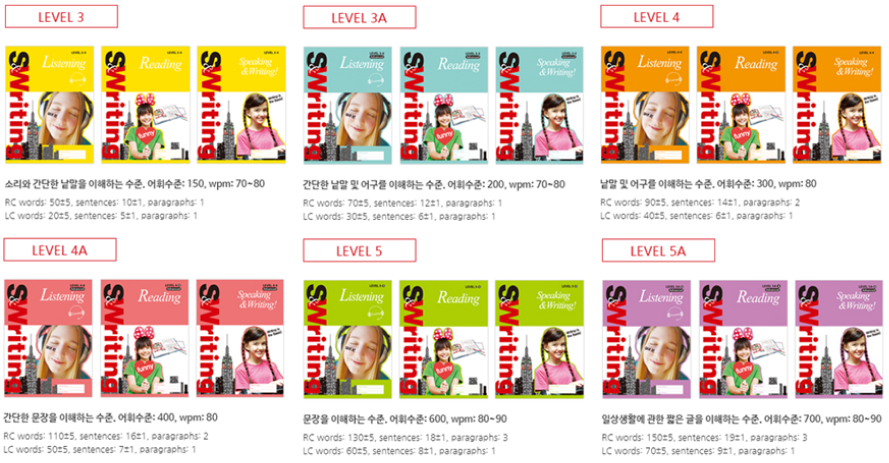 LEVEL 3
S&Writing
Listening
S&Writing
Reading
funny
S&Writing
Speaking
& Writing!
소리와 간단한 낱말을 이해하는 수준. 어휘수준: 150, wpm: 70~80
RC words: 50±5, sentences: 10±1, paragraphs: 1
LC words: 20±5, sentences: 5±1, paragraphs: 1
LEVEL 3A
S&Writing
Listening
S&Writing
Reading
funny
S&Writing
Speaking
& Writing!
간단한 낱말 및 어구를 이해하는 수준. 어휘수준: 200, wpm: 70~80
RC words: 70±5, sentences: 12±1, paragraphs: 1
LC words: 30±5, sentences: 6±1, paragraphs: 1
LEVEL 4
S&Writing
Listening
S&Writing
Reading
funny
S&Writing
Speaking
& Writing!
낱말 및 어구를 이해하는 수준. 어휘수준: 300, wpm: 80
RC words: 90±5, sentences: 14±1, paragraphs: 2
LC words: 40±5, sentences: 6±1, paragraphs: 1
LEVEL 4A
S&Writing
Listening
S&Writing
Reading
funny
S&Writing
Speaking
& Writing!
간단한 문장을 이해하는 수준. 어휘수준: 400, wpm: 80
RC words: 110±5, sentences: 16±1, paragraphs: 2
LC words: 50±5, sentences: 7±1, paragraphs: 1
LEVEL 5
S&Writing
Listening
S&Writing
Reading
funny
S&Writing
Speaking
& Writing!
문장을 이해하는 수준. 어휘수준: 600, wpm: 80~90
RC words: 130±5, sentences: 18±1, paragraphs: 3
LC words: 60±5, sentences: 8±1, paragraphs: 1
LEVEL 5A
S&Writing
Listening
S&Writing
Reading
funny
S&Writing
Speaking
& Writing!
일상생활에 관한 짧은 글을 이해하는 수준. 어휘수준: 700, wpm: 80~90
RC words: 150±5, sentences: 19±1, paragraphs: 3
LC words: 70±5, sentences: 9±1, paragraphs: 1